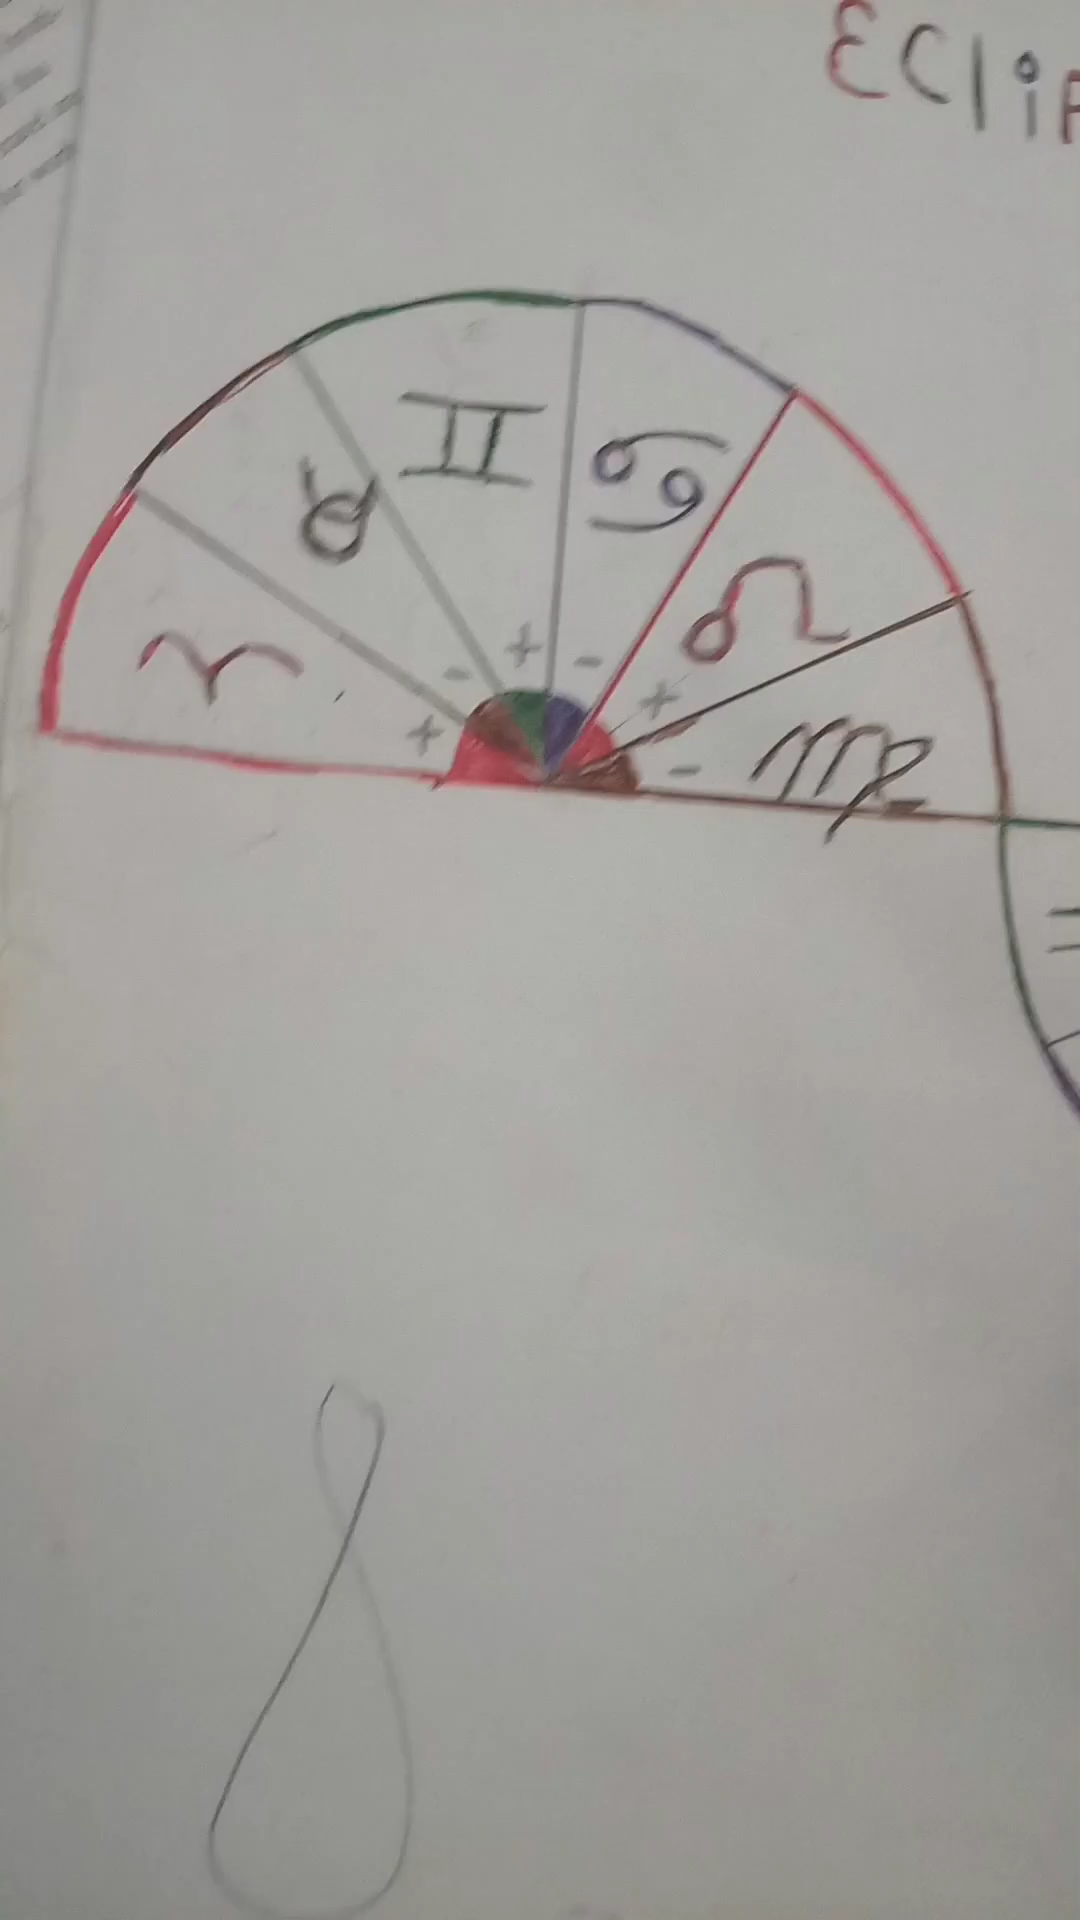 ECliP
♊
♉ ♋
♈ ♌
- + -
+ +
- ♍